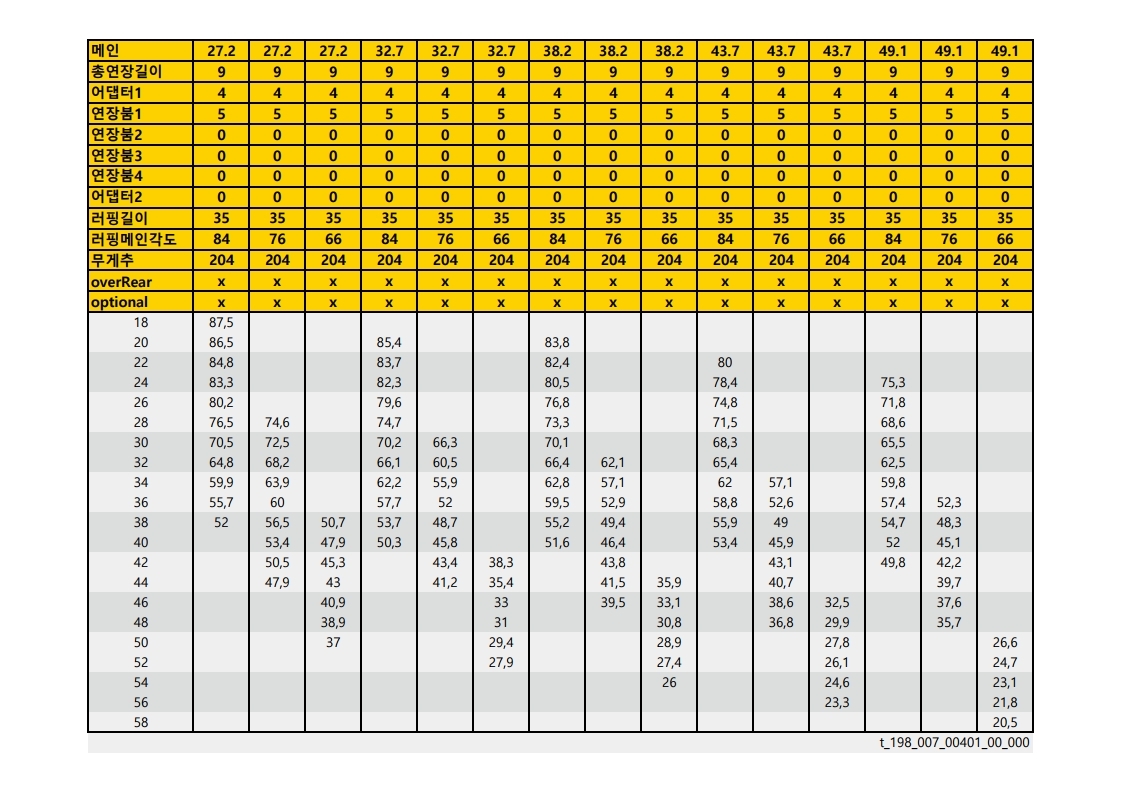 메인 27.2 27.2 27.2 32.7 32.7 32.7 38.2 38.2 38.2 43.7 43.7 43.7 49.1 49.1 49.1
총연장길이 9 9 9 9 9 9 9 9 9 9 9 9 9 9 9
어댑터1 4 4 4 4 4 4 4 4 4 4 4 4 4 4 4
연장붐1 5 5 5 5 5 5 5 5 5 5 5 5 5 5 5
연장붐2 0 0 0 0 0 0 0 0 0 0 0 0 0 0 0
연장붐3 0 0 0 0 0 0 0 0 0 0 0 0 0 0 0
연장붐4 0 0 0 0 0 0 0 0 0 0 0 0 0 0 0
어댑터2 0 0 0 0 0 0 0 0 0 0 0 0 0 0 0
러핑길이 35 35 35 35 35 35 35 35 35 35 35 35 35 35 35
러핑메인각도 84 76 66 84 76 66 84 76 66 84 76 66 84 76 66
무게추 204 204 204 204 204 204 204 204 204 204 204 204 204 204 204
overRear x x x x x x x x x x x x x x x
optional x x x x x x x x x x x x x x x
18 87,5
20 86,5 85,4 83,8
22 84,8 83,7 82,4 80
24 83,3 82,3 80,5 78,4 75,3
26 80,2 79,6 76,8 74,8 71,8
28 76,5 74,6 74,7 73,3 71,5 68,6
30 70,5 72,5 70,2 66,3 70,1 68,3 65,5
32 64,8 68,2 66,1 60,5 66,4 62,1 65,4 62,5
34 59,9 63,9 62,2 55,9 62,8 57,1 62 57,1 59,8
36 55,7 60 57,7 52 59,5 52,9 58,8 52,6 57,4 52,3
38 52 56,5 50,7 53,7 48,7 55,2 49,4 55,9 49 54,7 48,3
40 53,4 47,9 50,3 45,8 51,6 46,4 53,4 45,9 52 45,1
42 50,5 45,3 43,4 38,3 43,8 43,1 49,8 42,2
44 47,9 43 41,2 35,4 41,5 35,9 40,7 39,7
46 40,9 33 39,5 33,1 38,6 32,5 37,6
48 38,9 31 30,8 36,8 29,9 35,7
50 37 29,4 28,9 27,8 26,6
52 27,9 27,4 26,1 24,7
54 26 24,6 23,1
56 23,3 21,8
58 20,5
t_198_007_00401_00_000